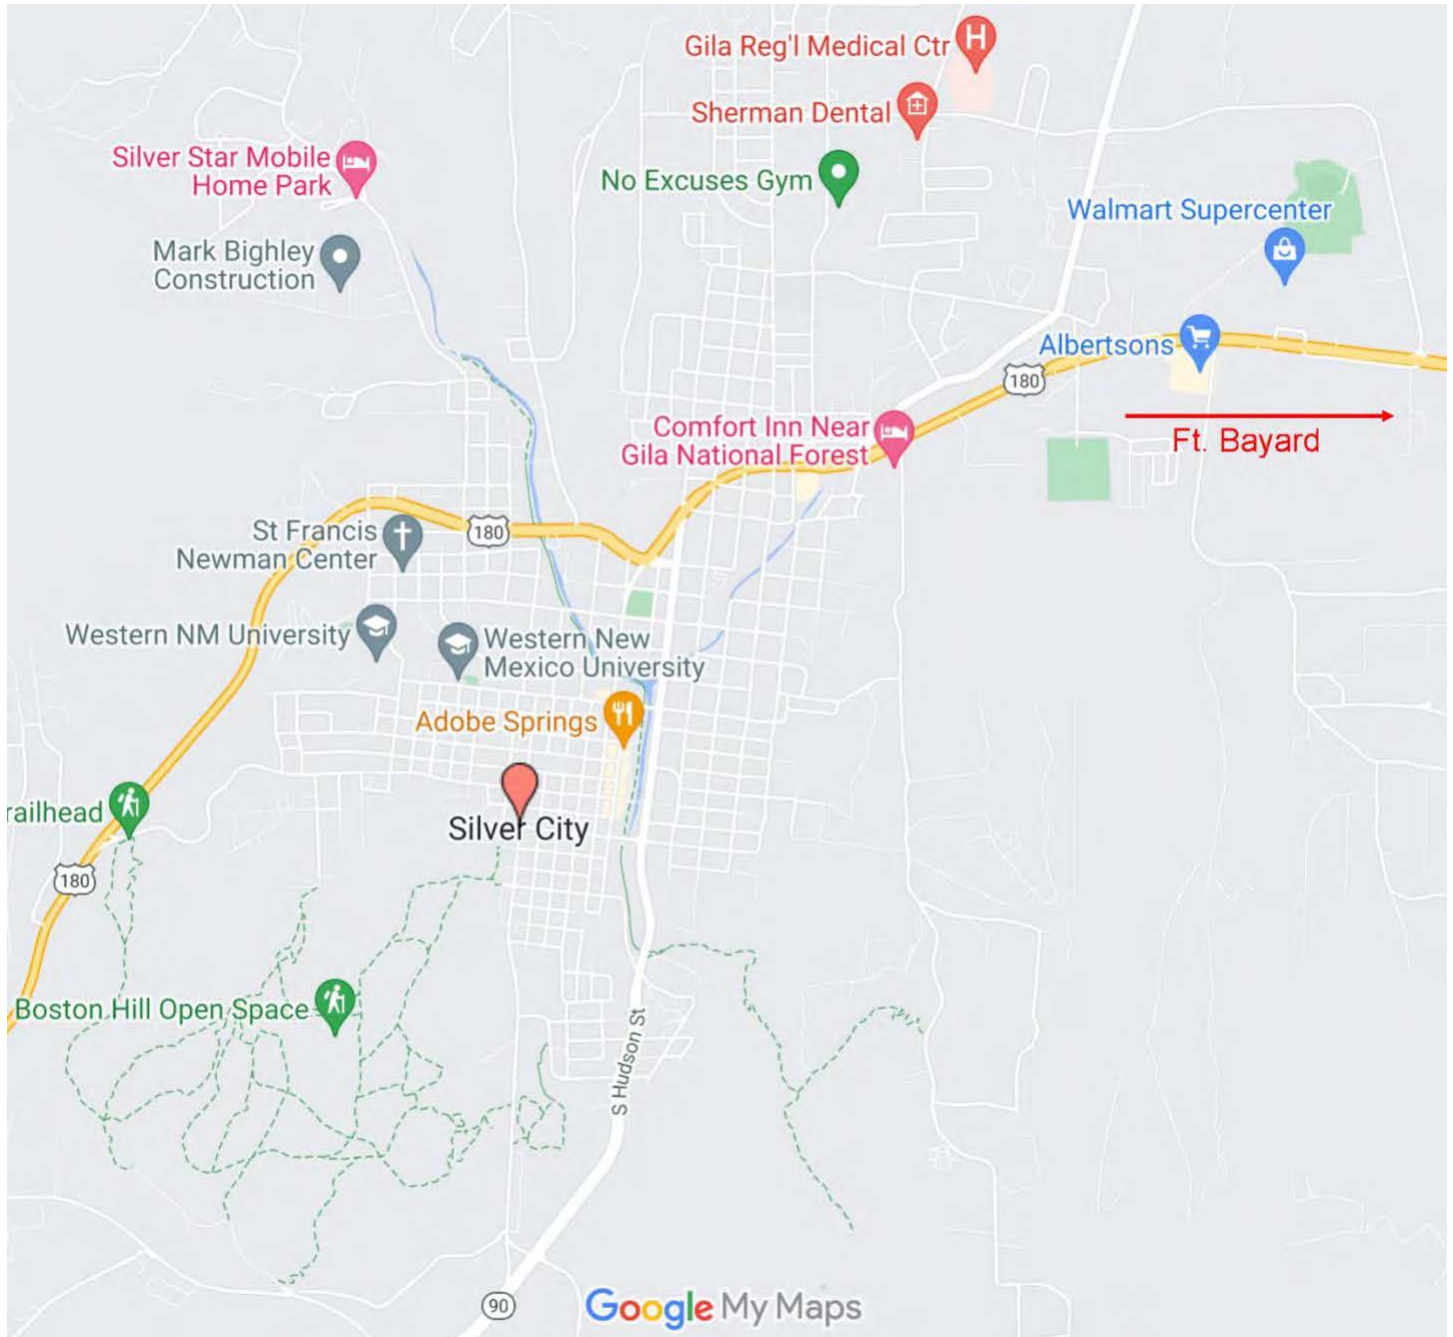 Gila Reg'l Medical Ctr
H
Sherman Dental
Silver Star Mobile
Home Park
No Excuses Gym
Walmart Supercenter
Mark Bighley
Construction
Albertsons
180
Comfort Inn Near
Gila National Forest
Ft. Bayard
St Francis
Newman Center
180
Western NM University
Western New
Mexico University
Adobe Springs
railhead
Silver City
180
Boston Hill Open Space
S Hudson St
90
Google My Maps